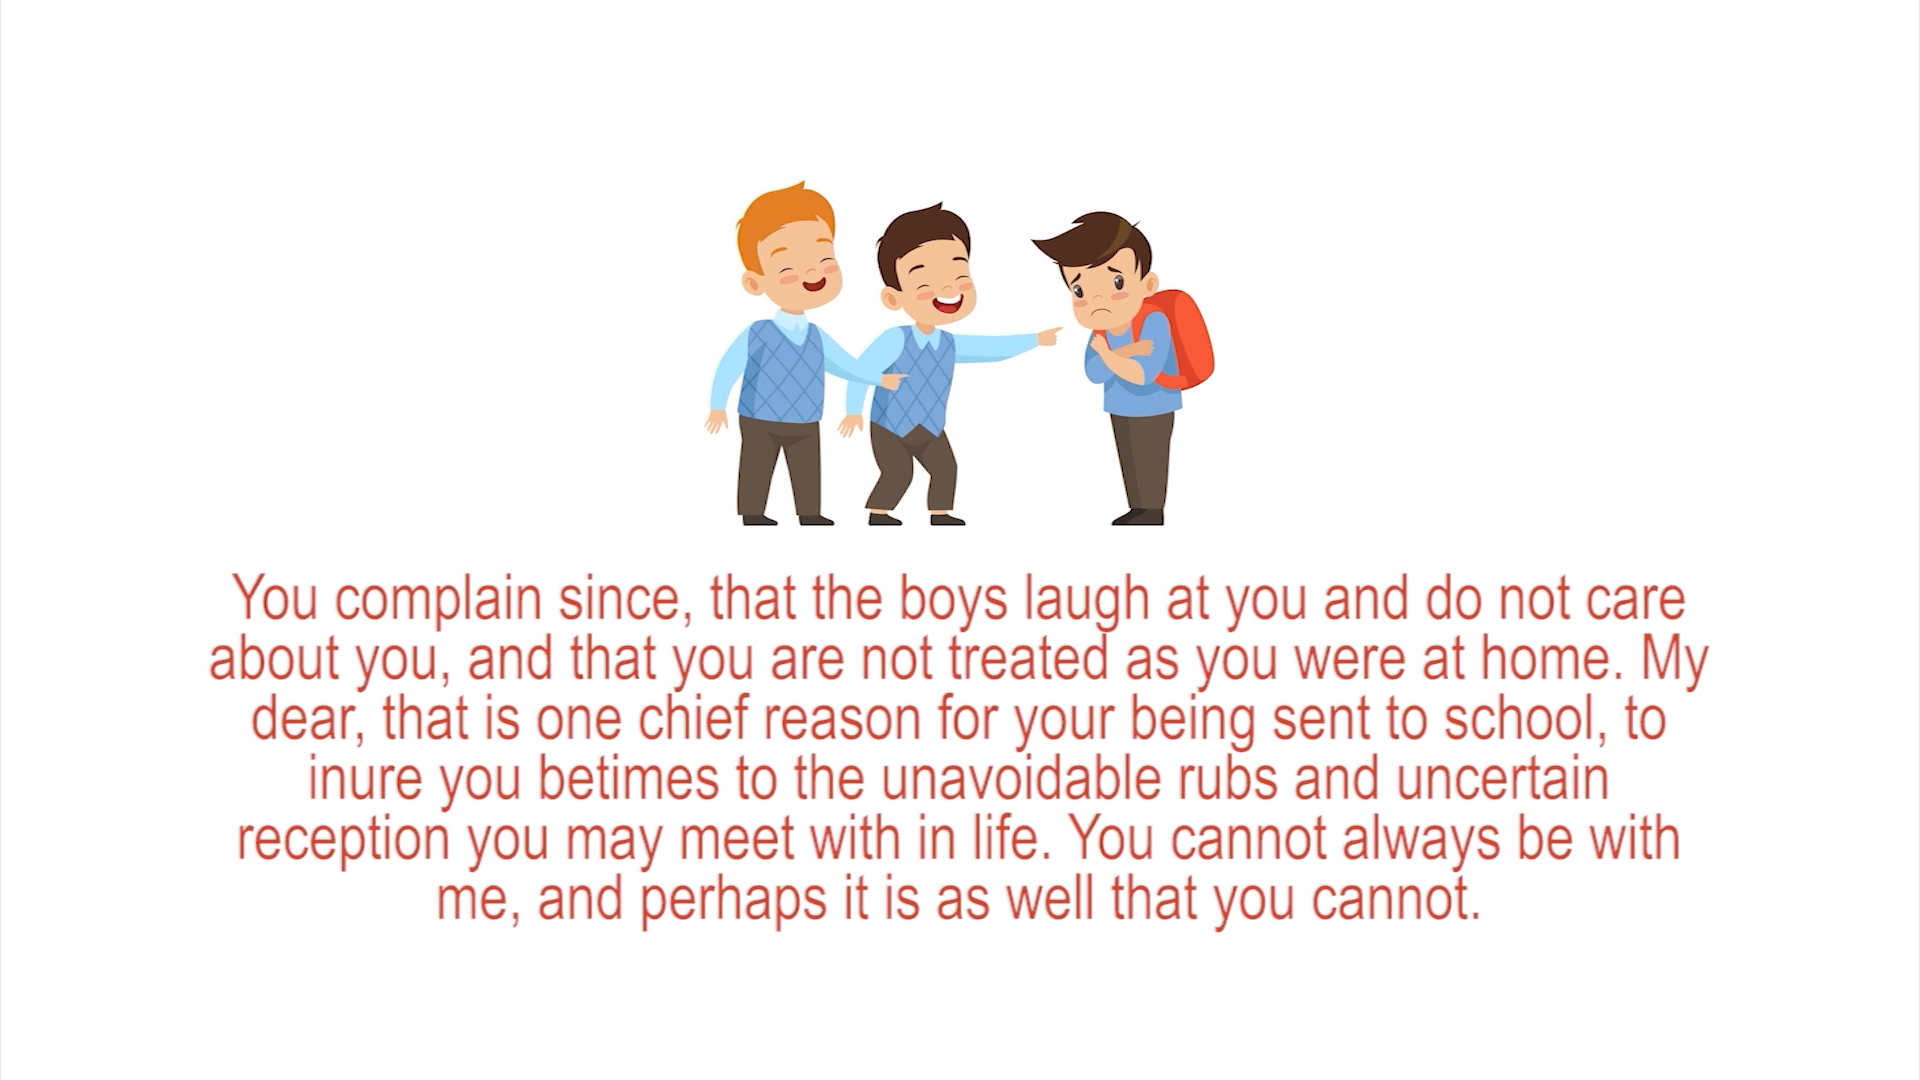 You complain since, that the boys laugh at you and do not care
about you, and that you are not treated as you were at home. My
dear, that is one chief reason for your being sent to school, to
inure you betimes to the unavoidable rubs and uncertain
reception you may meet with in life. You cannot always be with
me, and perhaps it is as well that you cannot.